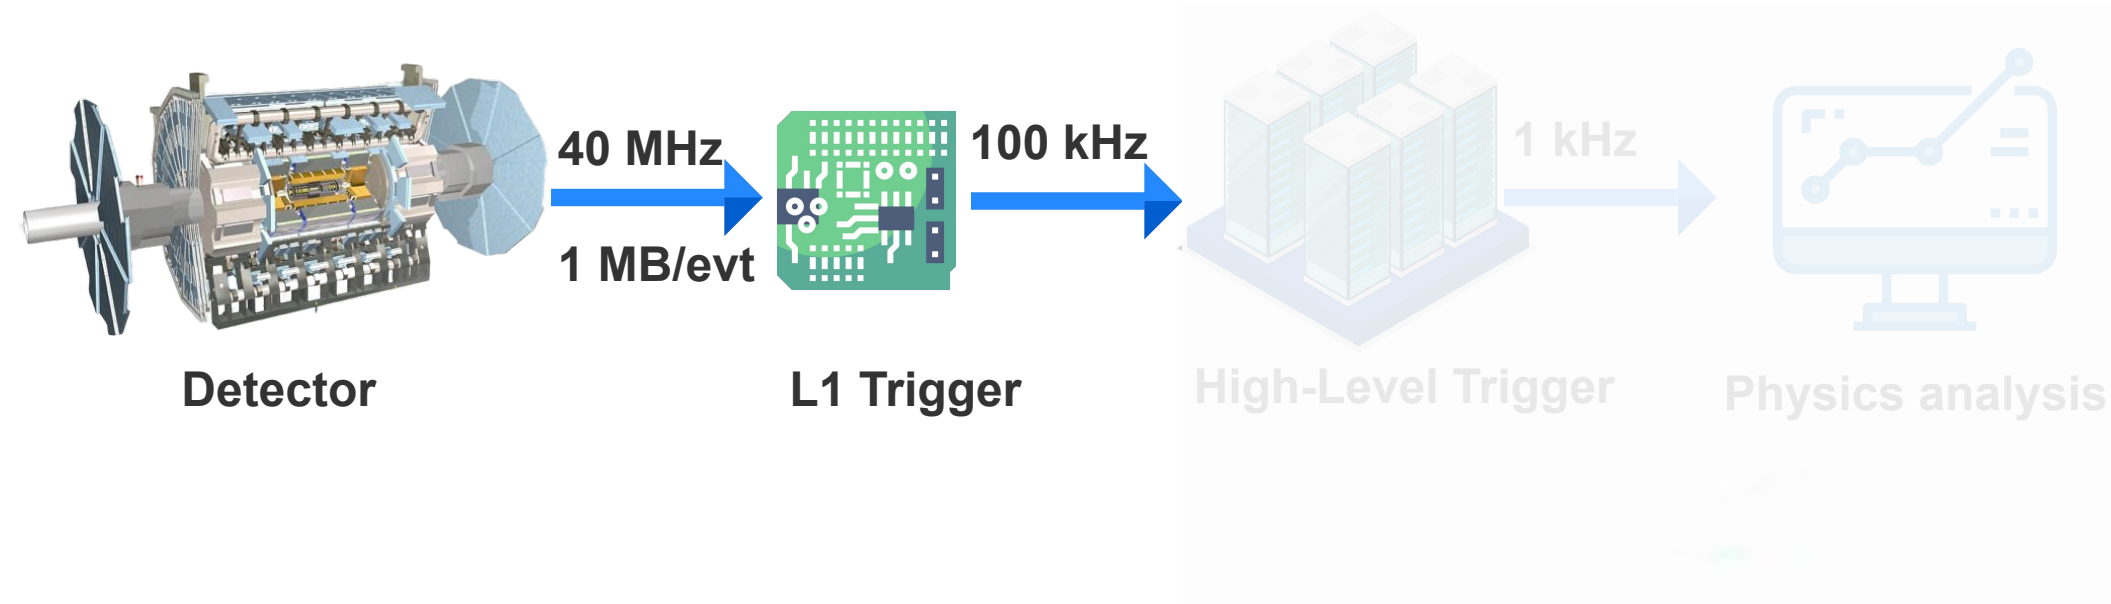 40 MHz
1 MB/evt
100 kHz
1 kHz
Detector
L1 Trigger
High-Level Trigger
Physics analysis